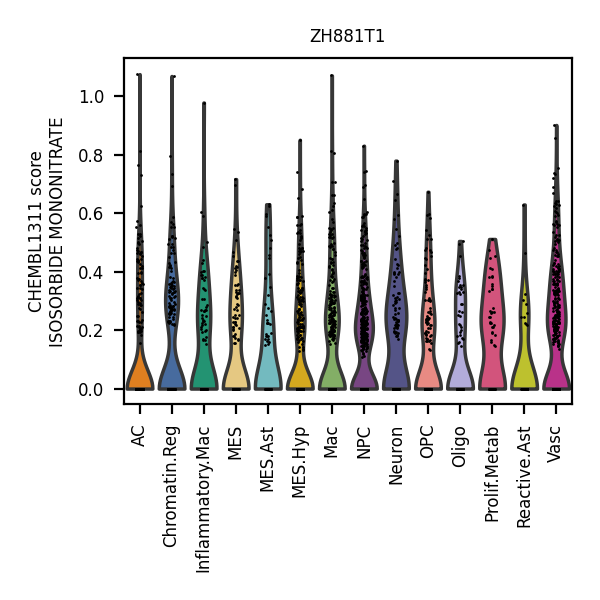 ZH881T1
CHEMBL1311 score
ISOSORBIDE MONONITRATE
1.0
0.8
0.6
0.4
0.2
0.0
AC
Chromatin.Reg
Inflammatory.Mac
MES
MES.Ast
MES.Hyp
Mac
NPC
Neuron
OPC
Oligo
Prolif.Metab
Reactive.Ast
Vasc